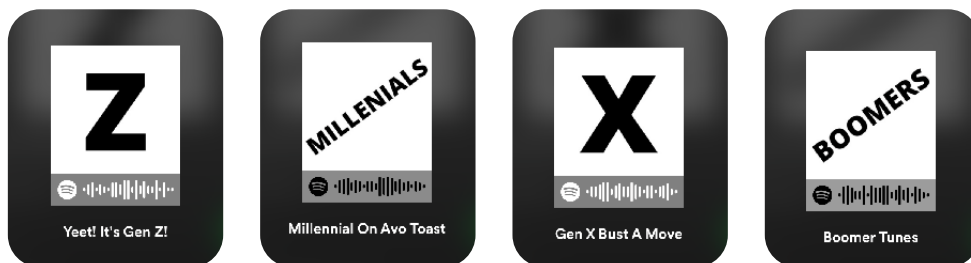 Z
Yeet! It's Gen Z!
MILLENIALS
Millennial On Avo Toast
X
Gen X Bust A Move
BOOMERS
Boomer Tunes